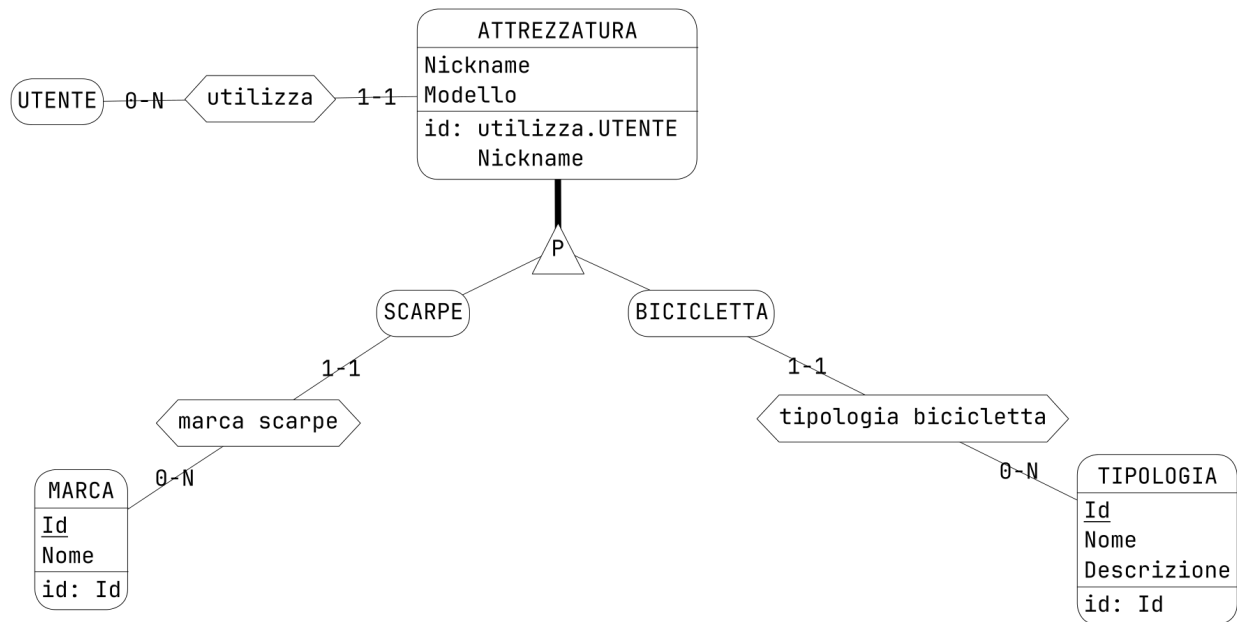 ATTREZZATURA
Nickname
Modello
id: utilizza.UTENTE
Nickname
UTENTE
0-N
utilizza
1-1
P
SCARPE
BICICLETTA
1-1
1-1
marca scarpe
tipologia bicicletta
0-N
0-N
MARCA
Id
Nome
id: Id
TIPOLOGIA
Id
Nome
Descrizione
id: Id